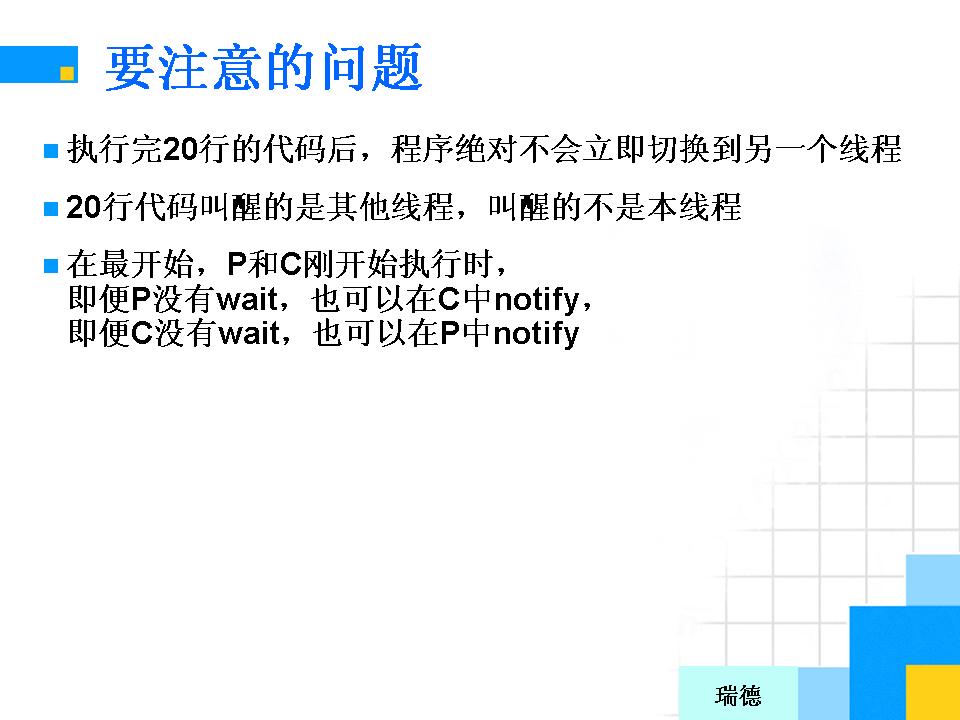 要注意的问题
执行完20行的代码后，程序绝对不会立即切换到另一个线程
20行代码叫醒的是其他线程，叫醒的不是本线程
在最开始，P和C刚开始执行时，
即便P没有wait，也可以在C中notify，
即便C没有wait，也可以在P中notify
瑞德